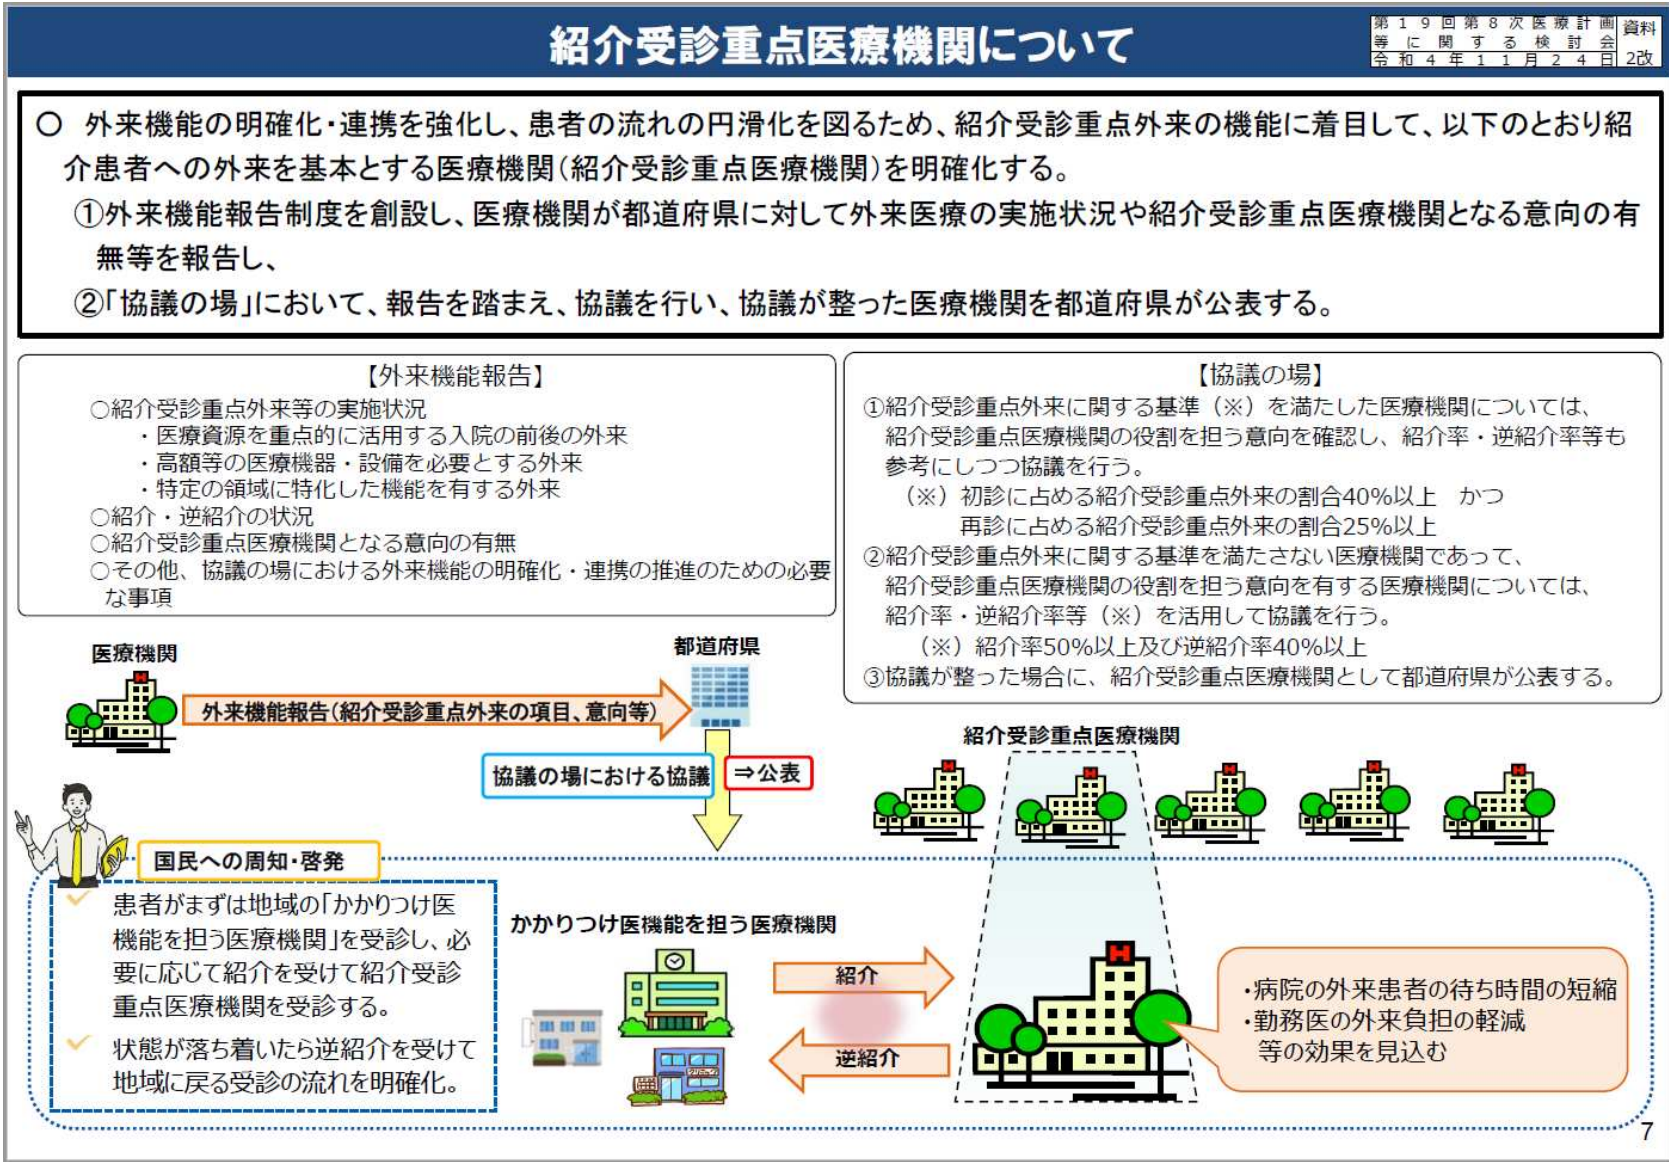 紹介受診重点医療機関について
第19回第8次医療計画
等に関する検討会
令和4年11月24日
資料
2改
○ 外来機能の明確化・連携を強化し、患者の流れの円滑化を図るため、紹介受診重点外来の機能に着目して、以下のとおり紹
介患者への外来を基本とする医療機関(紹介受診重点医療機関)を明確化する。
①外来機能報告制度を創設し、医療機関が都道府県に対して外来医療の実施状況や紹介受診重点医療機関となる意向の有
無等を報告し、
②「協議の場」において、報告を踏まえ、協議を行い、協議が整った医療機関を都道府県が公表する。
【外来機能報告】
○紹介受診重点外来等の実施状況
・医療資源を重点的に活用する入院の前後の外来
・高額等の医療機器・設備を必要とする外来
・特定の領域に特化した機能を有する外来
○紹介・逆紹介の状況
○紹介受診重点医療機関となる意向の有無
○その他、協議の場における外来機能の明確化・連携の推進のための必要
な事項
【協議の場】
①紹介受診重点外来に関する基準（※）を満たした医療機関については、
紹介受診重点医療機関の役割を担う意向を確認し、紹介率・逆紹介率等も
参考にしつつ協議を行う。
（※）初診に占める紹介受診重点外来の割合40％以上 かつ
再診に占める紹介受診重点外来の割合25％以上
②紹介受診重点外来に関する基準を満たさない医療機関であって、
紹介受診重点医療機関の役割を担う意向を有する医療機関については、
紹介率・逆紹介率等（※）を活用して協議を行う。
（※）紹介率50％以上及び逆紹介率40％以上
③協議が整った場合に、紹介受診重点医療機関として都道府県が公表する。
医療機関
都道府県
外来機能報告(紹介受診重点外来の項目、意向等)
協議の場における協議
⇒公表
紹介受診重点医療機関
H
H
H
H
H
H
国民への周知・啓発
患者がまずは地域の「かかりつけ医
機能を担う医療機関」を受診し、必
要に応じて紹介を受けて紹介受診
重点医療機関を受診する。
状態が落ち着いたら逆紹介を受けて
地域に戻る受診の流れを明確化。
かかりつけ医機能を担う医療機関
紹介
逆紹介
クリニック
H
・病院の外来患者の待ち時間の短縮
・勤務医の外来負担の軽減
等の効果を見込む
7